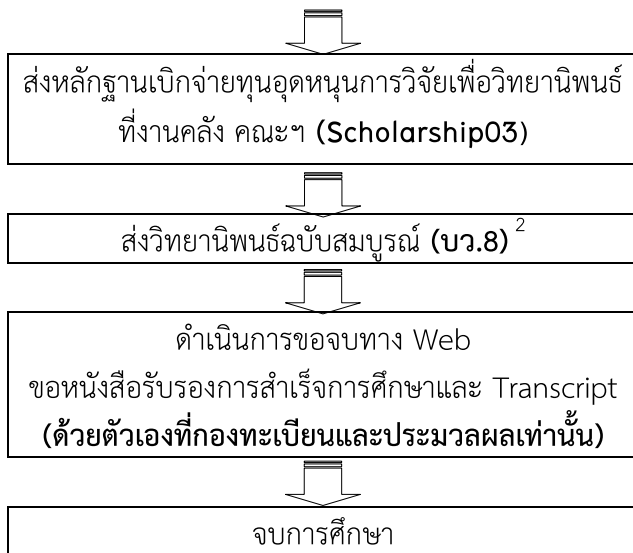 ส่งหลักฐานเบิกจ่ายทุนอุดหนุนการวิจัยเพื่อวิทยานิพนธ์
ที่งานคลัง คณะฯ (Scholarship03)
ส่งวิทยานิพนธ์ฉบับสมบูรณ์ (บว.8) 2
ดำเนินการขอจบทาง Web
ขอหนังสือรับรองการสำเร็จการศึกษาและ Transcript
(ด้วยตัวเองที่กองทะเบียนและประมวลผลเท่านั้น)
จบการศึกษา